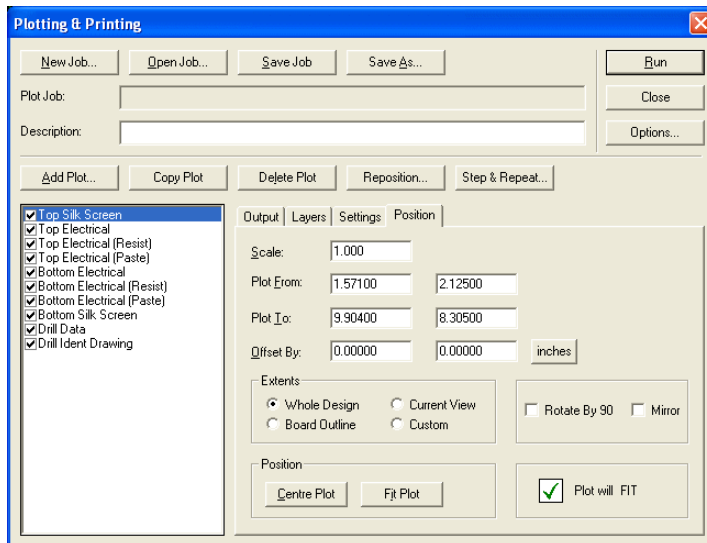 Plotting & Printing
New Job... Open Job... Save Job Save As... Run
Plot Job: Close
Description: Options...
Add Plot... Copy Plot Delete Plot Reposition... Step & Repeat...
Top Silk Screen
Top Electrical
Top Electrical (Resist)
Top Electrical (Paste)
Bottom Electrical
Bottom Electrical (Resist)
Bottom Electrical (Paste)
Bottom Silk Screen
Drill Data
Drill Ident Drawing
Output Layers Settings Position
Scale: 1.000
Plot From: 1.57100 2.12500
Plot To: 9.90400 8.30500
Offset By: 0.00000 0.00000 inches
Extents
Whole Design Current View
Board Outline Custom
Rotate By 90 Mirror
Position
Centre Plot Fit Plot
Plot will FIT